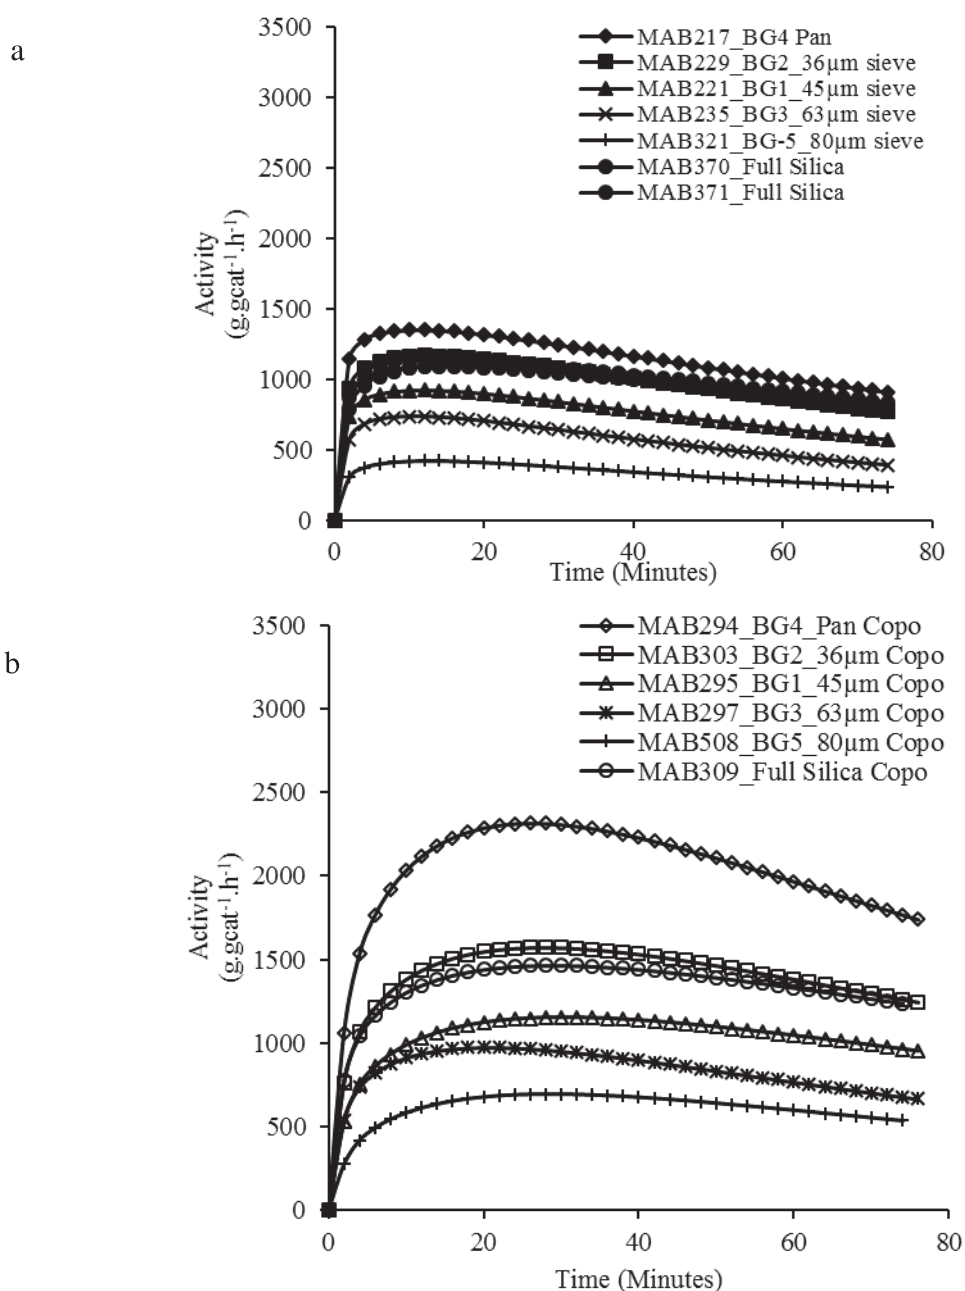 a
3500
3000
2500
2000
1500
1000
500
0
Activity
(g.gcat⁻¹.h⁻¹)
MAB217_BG4 Pan
MAB229_BG2_36µm sieve
MAB221_BG1_45µm sieve
MAB235_BG3_63µm sieve
MAB321_BG-5_80µm sieve
MAB370_Full Silica
MAB371_Full Silica
0 20 40 60 80
Time (Minutes)
b
3500
3000
2500
2000
1500
1000
500
0
Activity
(g.gcat⁻¹.h⁻¹)
MAB294_BG4_Pan Copo
MAB303_BG2_36µm Copo
MAB295_BG1_45µm Copo
MAB297_BG3_63µm Copo
MAB508_BG5_80µm Copo
MAB309_Full Silica Copo
0 20 40 60 80
Time (Minutes)